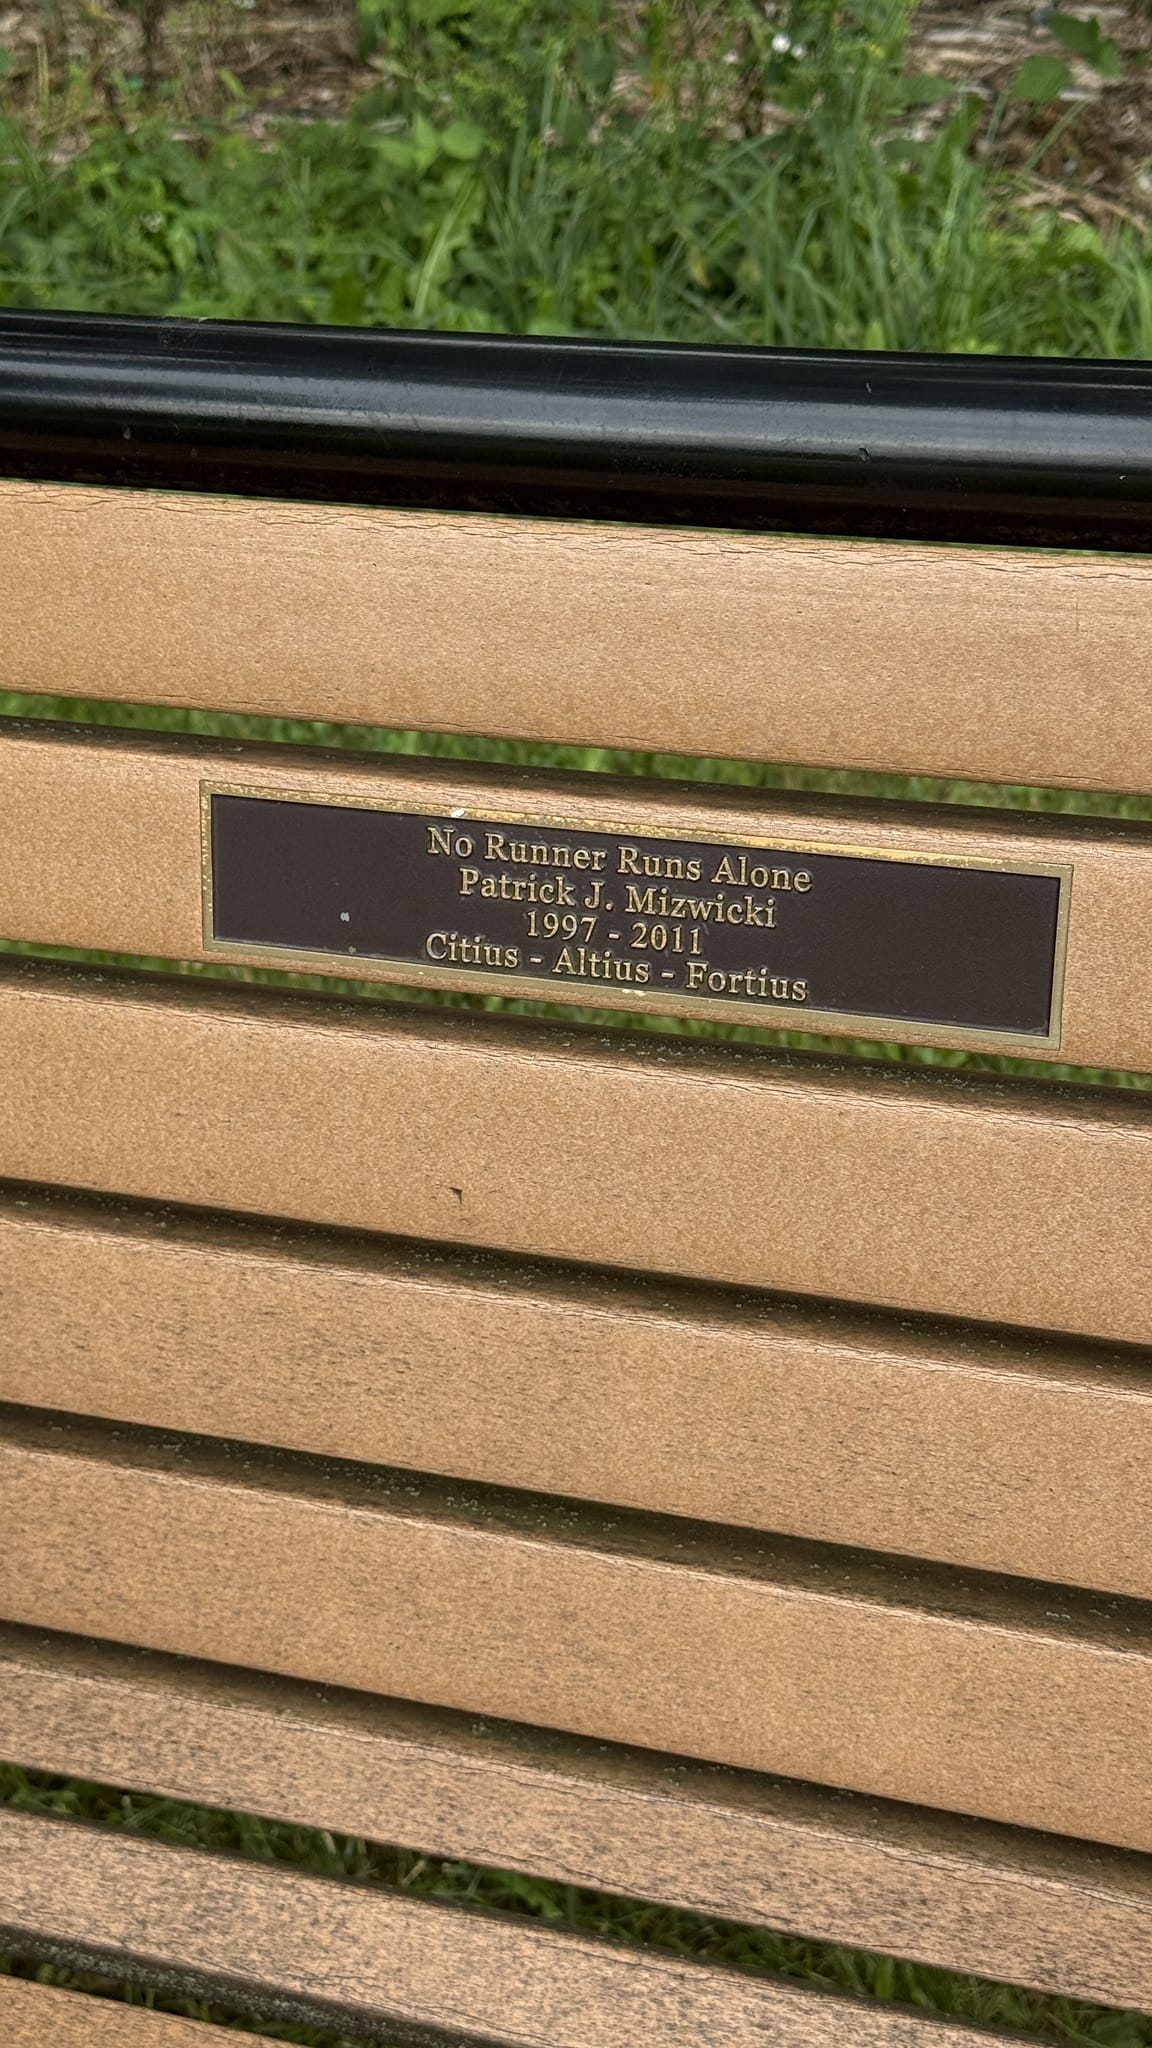 No Runner Runs Alone
Patrick J. Mizwicki
1997 - 2011
Citius - Altius - Fortius